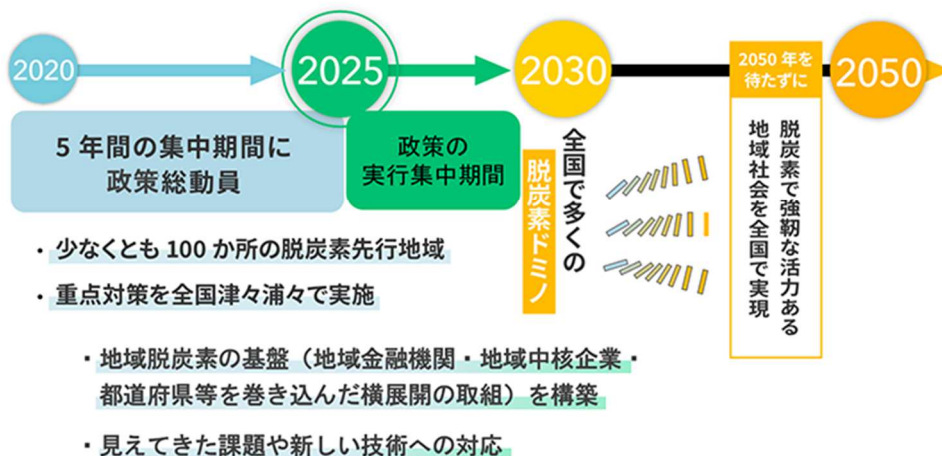 2020
2025
2030
2050
2050 年を
待たずに
5 年間の集中期間に
政策総動員
政策の
実行集中期間
全国で多くの
脱炭素ドミノ
脱炭素で強靭な活力ある
地域社会を全国で実現
・少なくとも 100 か所の脱炭素先行地域
・重点対策を全国津々浦々で実施
・地域脱炭素の基盤（地域金融機関・地域中核企業・
都道府県等を巻き込んだ横展開の取組）を構築
・見えてきた課題や新しい技術への対応